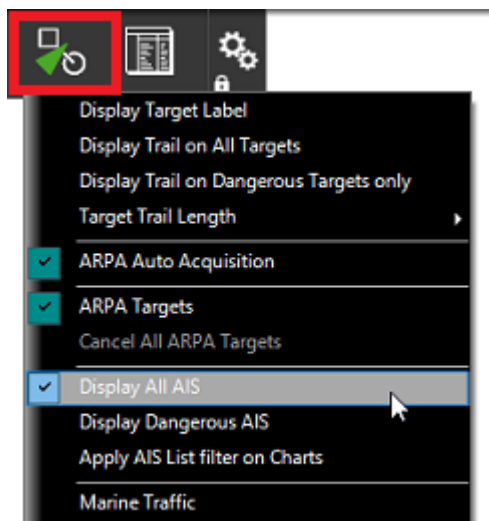 Display Target Label
Display Trail on All Targets
Display Trail on Dangerous Targets only
Target Trail Length
ARPA Auto Acquisition
ARPA Targets
Cancel All ARPA Targets
Display All AIS
Display Dangerous AIS
Apply AIS List filter on Charts
Marine Traffic